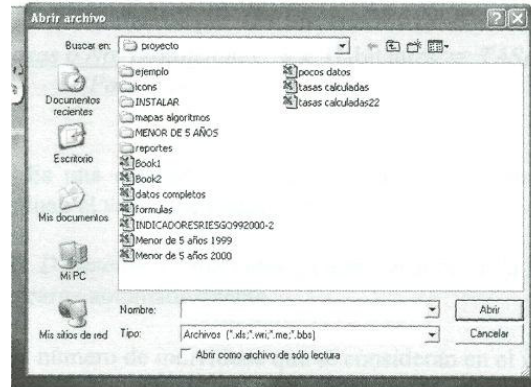 Abrir archivo
Buscar en: proyecto
Documentos recientes
Escritorio
Mis documentos
Mi PC
Mis sitios de red
ejemplo
icons
INSTALAR
mapas algoritmos
MENOR DE 5 AÑOS
reportes
Book1
Book2
datos completos
formulas
INDICADORESRIESGO992000-2
Menor de 5 años 1999
Menor de 5 años 2000
pocos datos
tasas calculadas
tasas calculadas22
Nombre:
Abrir
Tipo: Archivos (*.xls;*.wri;*.me;*.bbs)
Cancelar
Abrir como archivo de sólo lectura